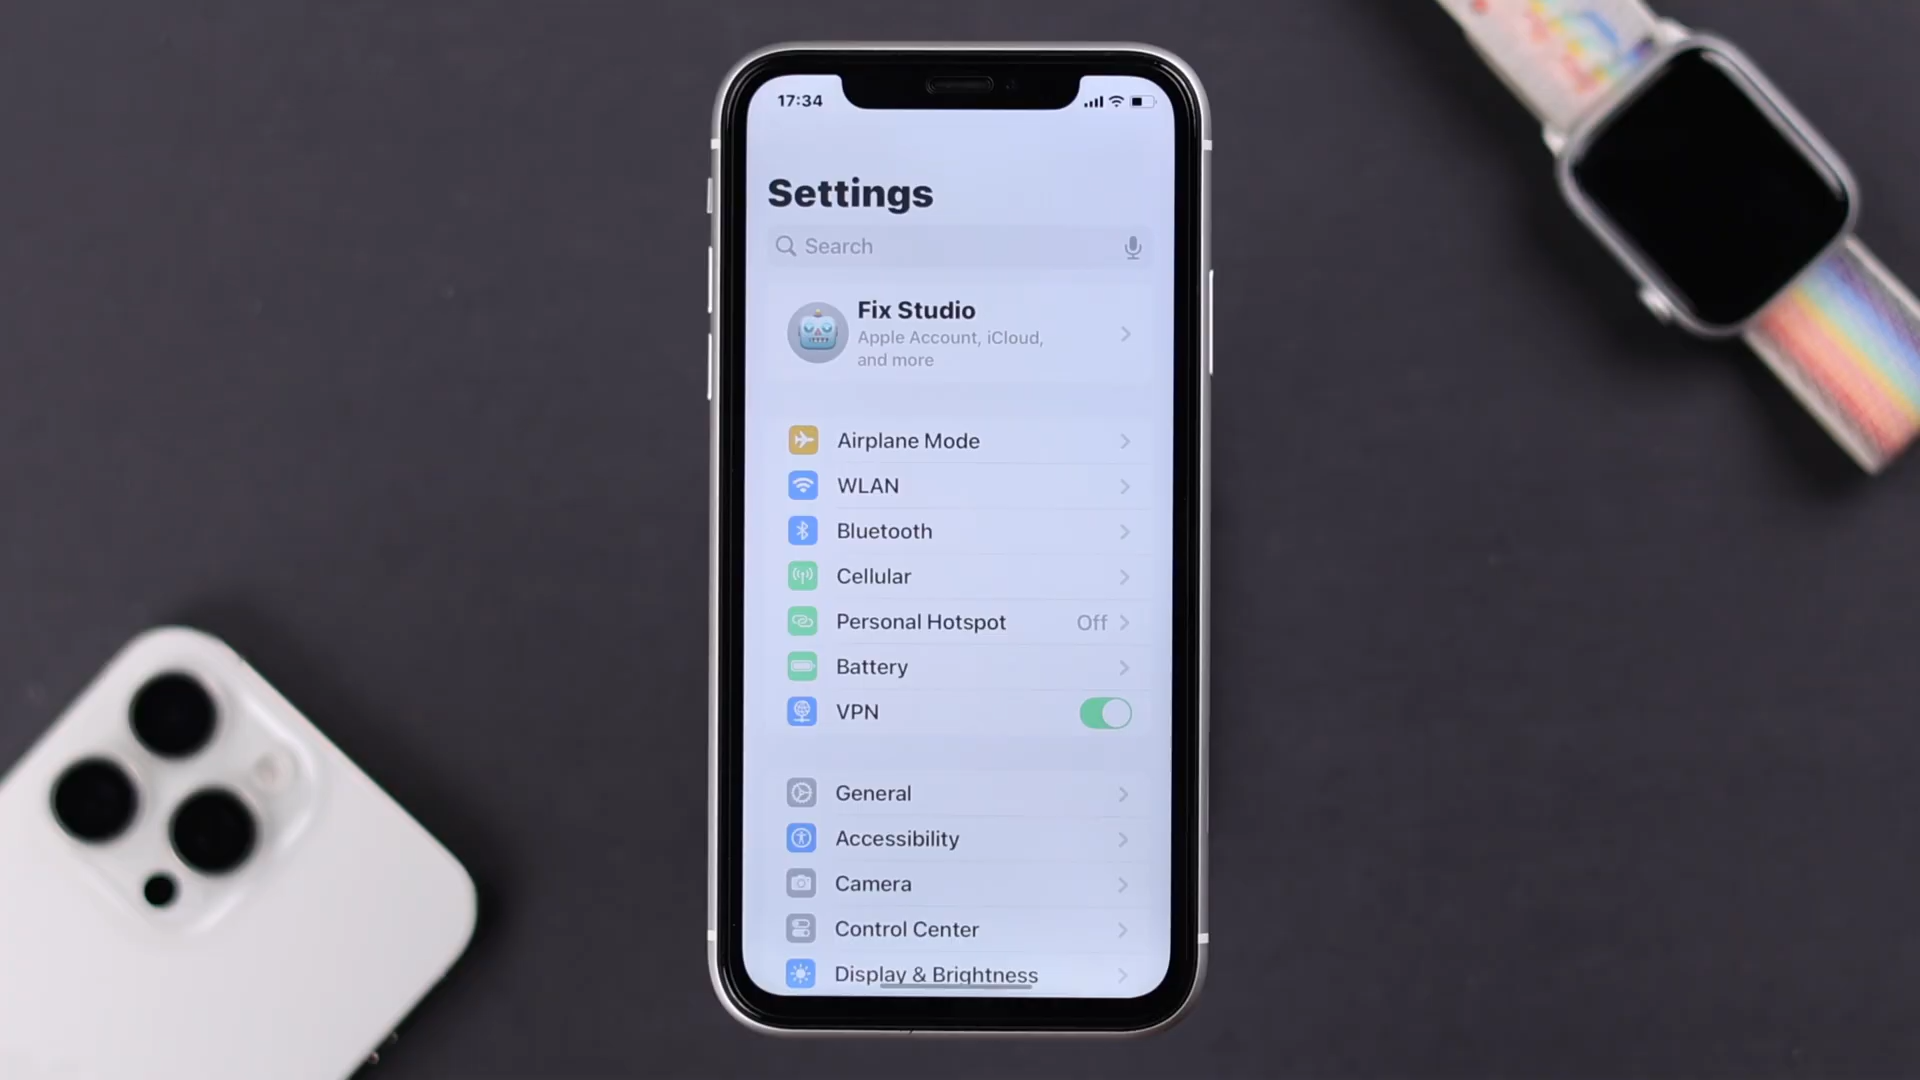 17:34
Settings
Search
Fix Studio
Apple Account, iCloud,
and more
Airplane Mode
WLAN
Bluetooth
Cellular
Personal Hotspot Off
Battery
VPN
General
Accessibility
Camera
Control Center
Display & Brightness